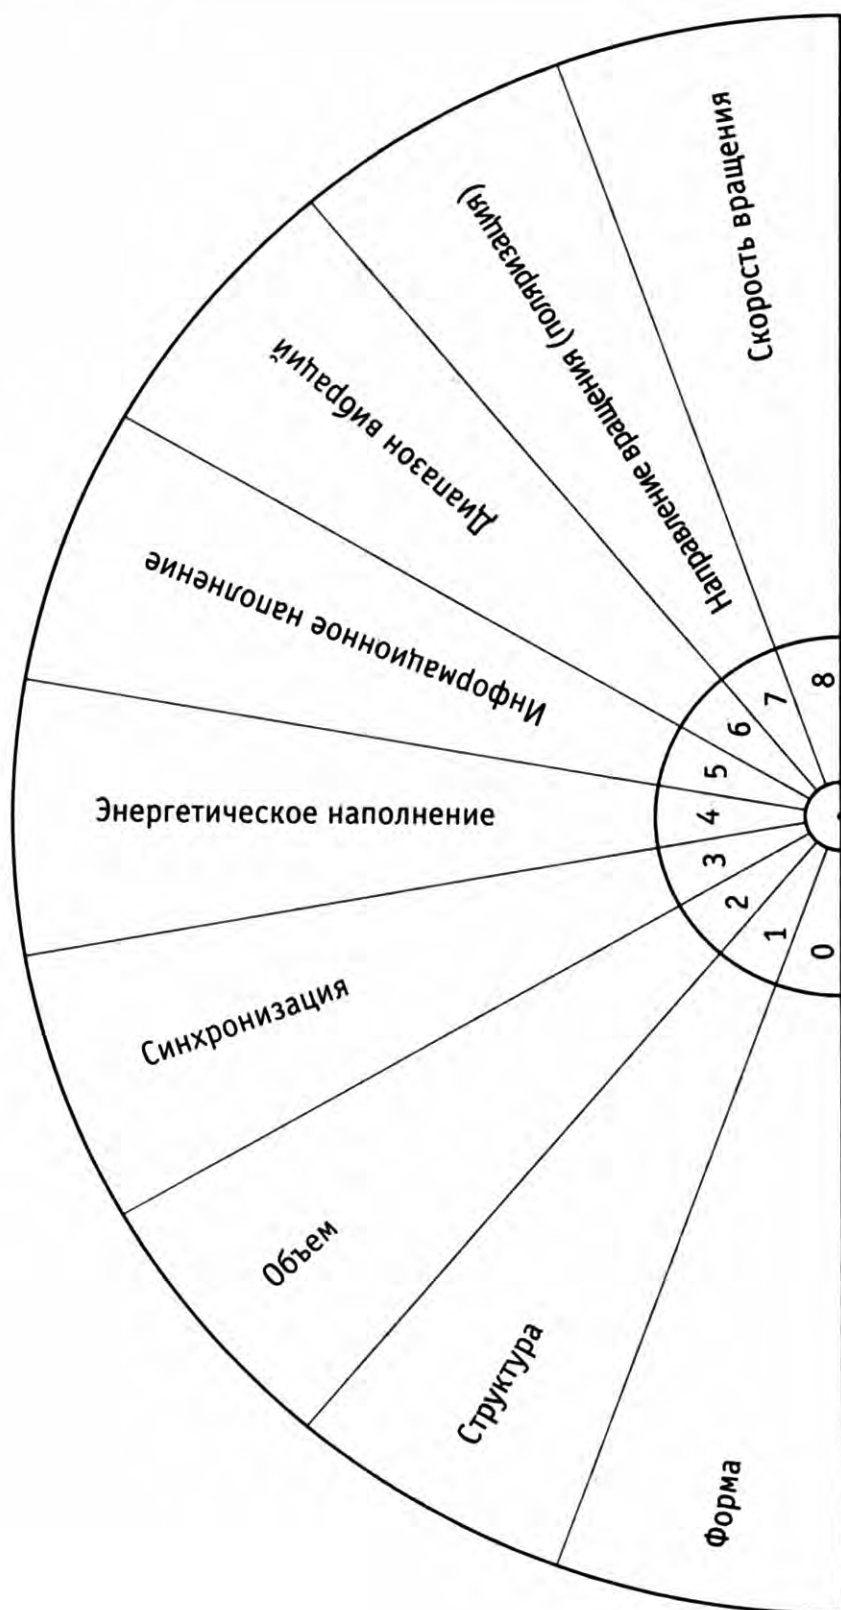 Скорость вращения
8
Направление вращения (поляризация)
7
Диапазон вибраций
6
Информационное наполнение
5
Энергетическое наполнение
4
Синхронизация
3
Объем
2
Структура
1
Форма
0